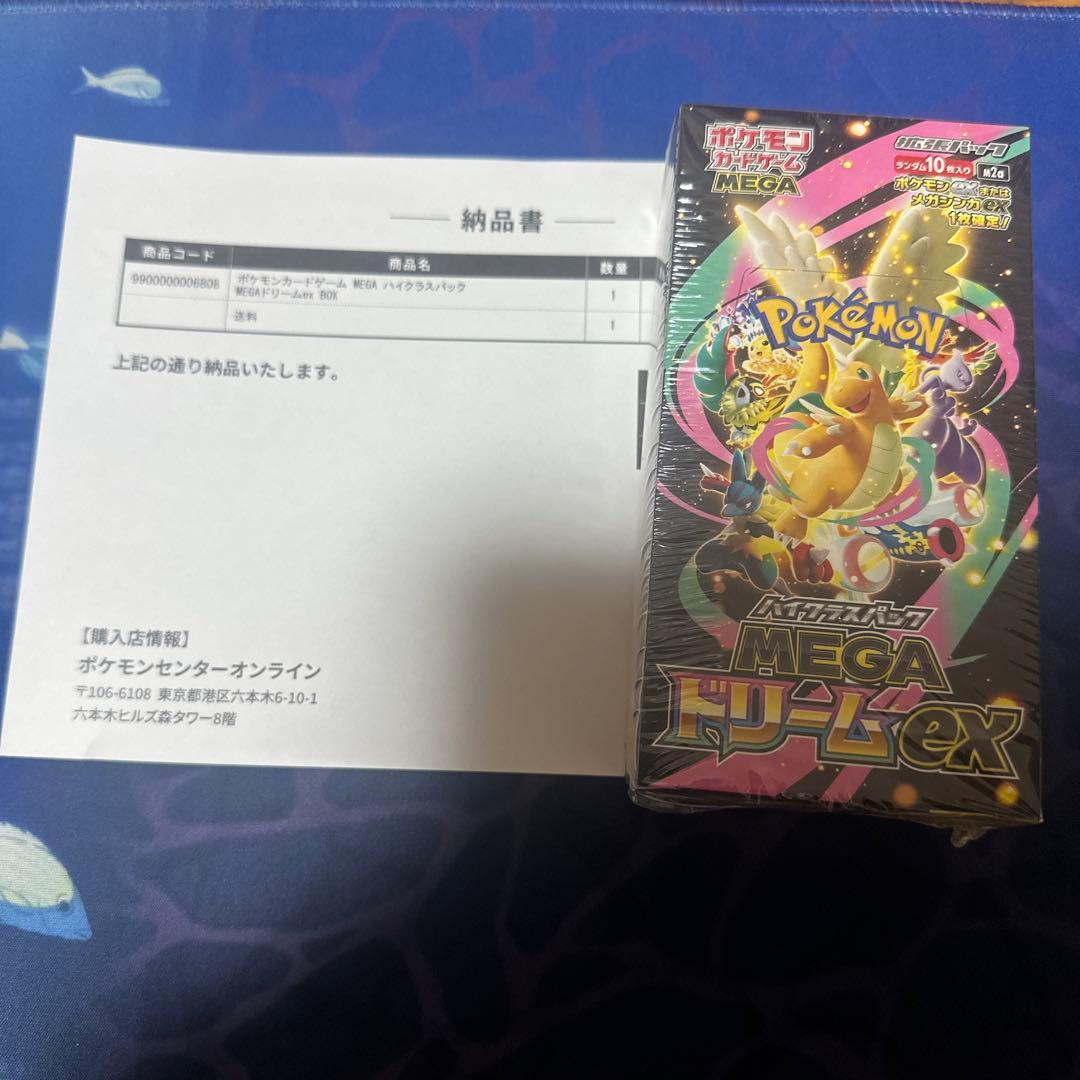 納品書
商品コード 商品名 数量
9900000006808 ポケモンカードゲーム MEGA ハイクラスパック 1
MEGAドリームex BOX
送料 1
上記の通り納品いたします。
【購入店情報】
ポケモンセンターオンライン
〒106-6108 東京都港区六本木6-10-1
六本木ヒルズ森タワー8階
ポケモン
カードゲーム
MEGA
拡張パック
ランダム10枚入り M2a
ポケモンexまたは
メガシンカex
1枚確定!
POKÉMON
ハイクラスパック
MEGA
ドリームex